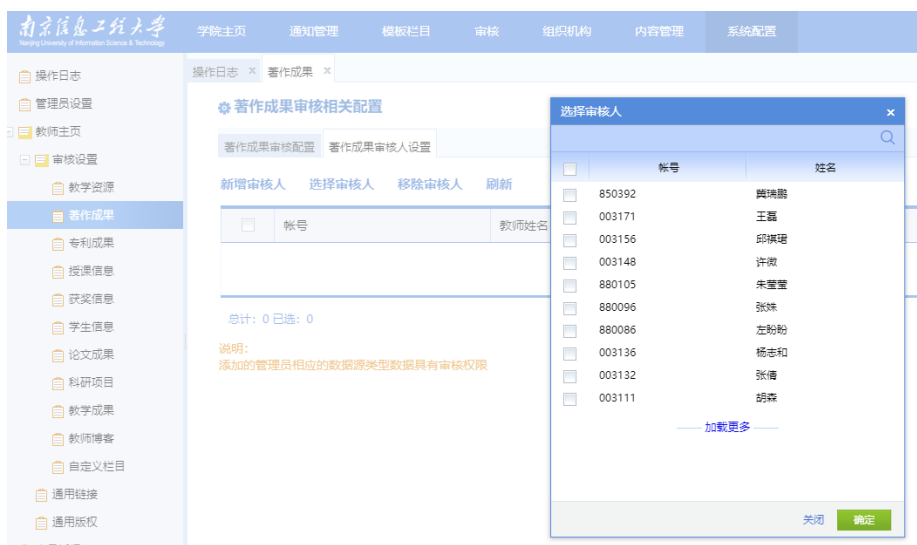 南京信息工程大学
Nanjing University of Information Science & Technology
学院主页 通知管理 模板栏目 审核 组织机构 内容管理 系统配置
操作日志 × 著作成果 ×
操作日志
管理员设置
教师主页
审核设置
教学资源
著作成果
专利成果
授课信息
获奖信息
学生信息
论文成果
科研项目
教学成果
教师博客
自定义栏目
通用链接
通用版权
著作成果审核相关配置
著作成果审核配置 著作成果审核人设置
新增审核人 选择审核人 移除审核人 刷新
帐号 教师姓名
总计：0 已选：0
说明：
添加的管理员相应的数据源类型数据具有审核权限
选择审核人 ×
帐号 姓名
850392 冀瑞鹏
003171 王磊
003156 邱祺珺
003148 许微
880105 朱莹莹
880096 张姝
880086 左盼盼
003136 杨志和
003132 张倩
003111 胡森
加载更多
关闭 确定